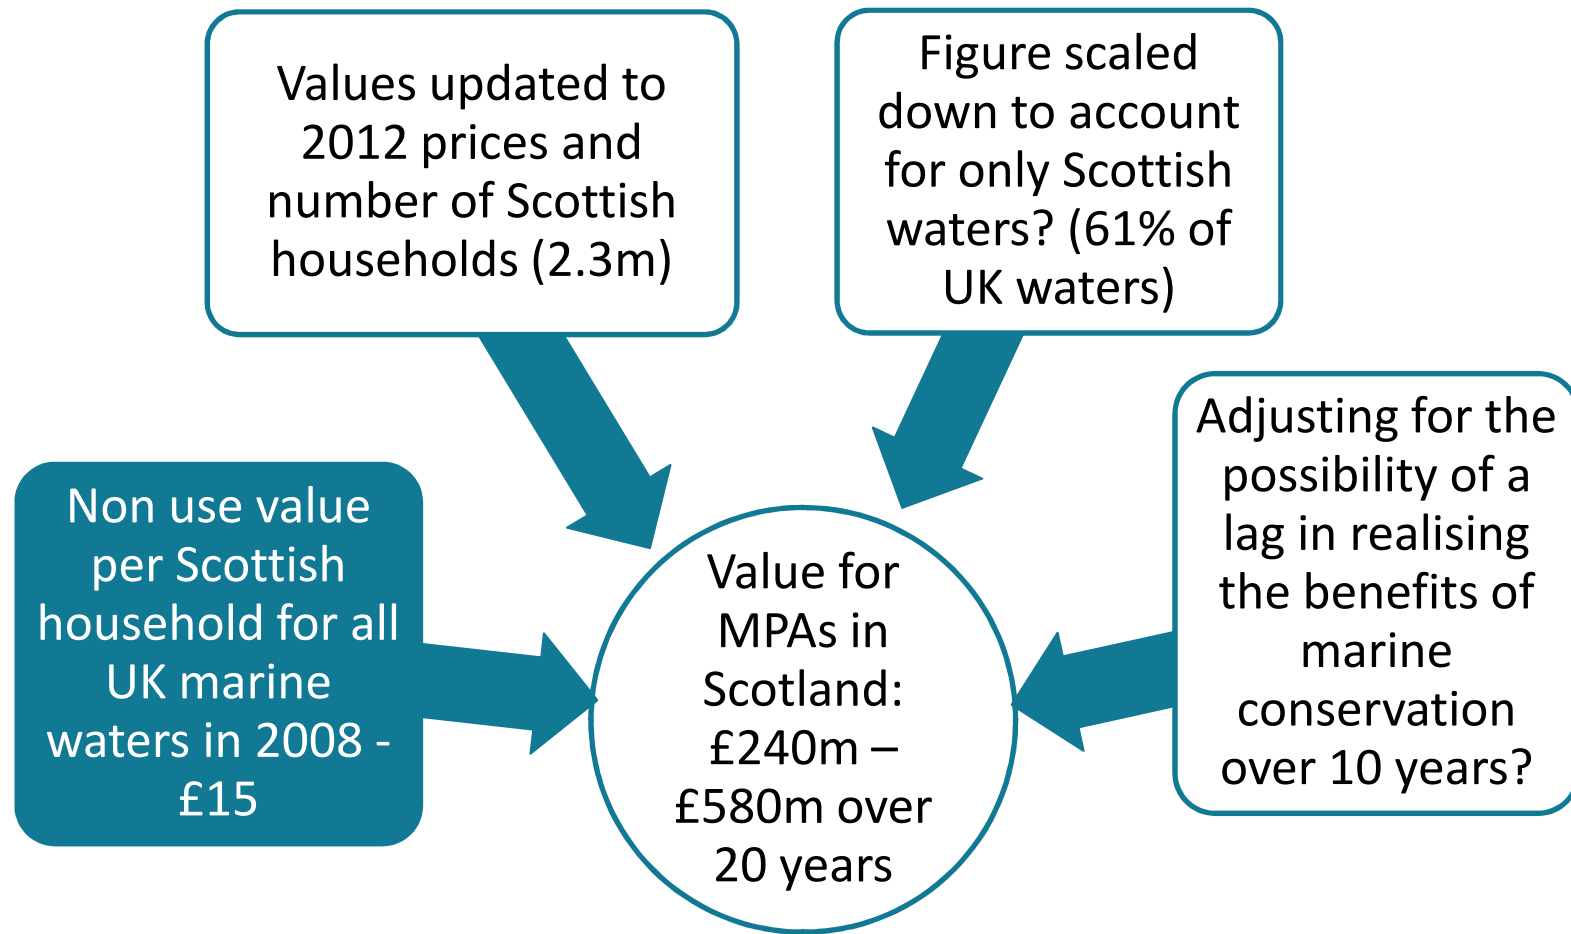 Values updated to
2012 prices and
number of Scottish
households (2.3m)
Figure scaled
down to account
for only Scottish
waters? (61% of
UK waters)
Non use value
per Scottish
household for all
UK marine
waters in 2008 -
£15
Value for
MPAs in
Scotland:
£240m –
£580m over
20 years
Adjusting for the
possibility of a
lag in realising
the benefits of
marine
conservation
over 10 years?